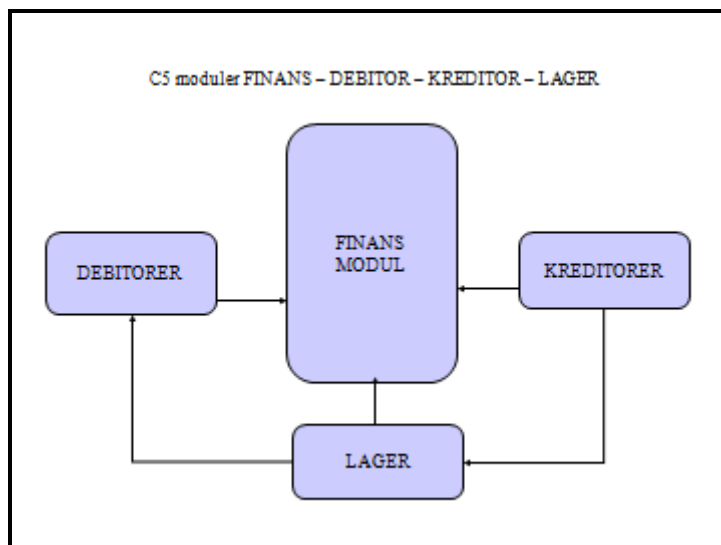 C5 moduler FINANS – DEBITOR – KREDITOR – LAGER
FINANS
MODUL
DEBITORER
KREDITORER
LAGER